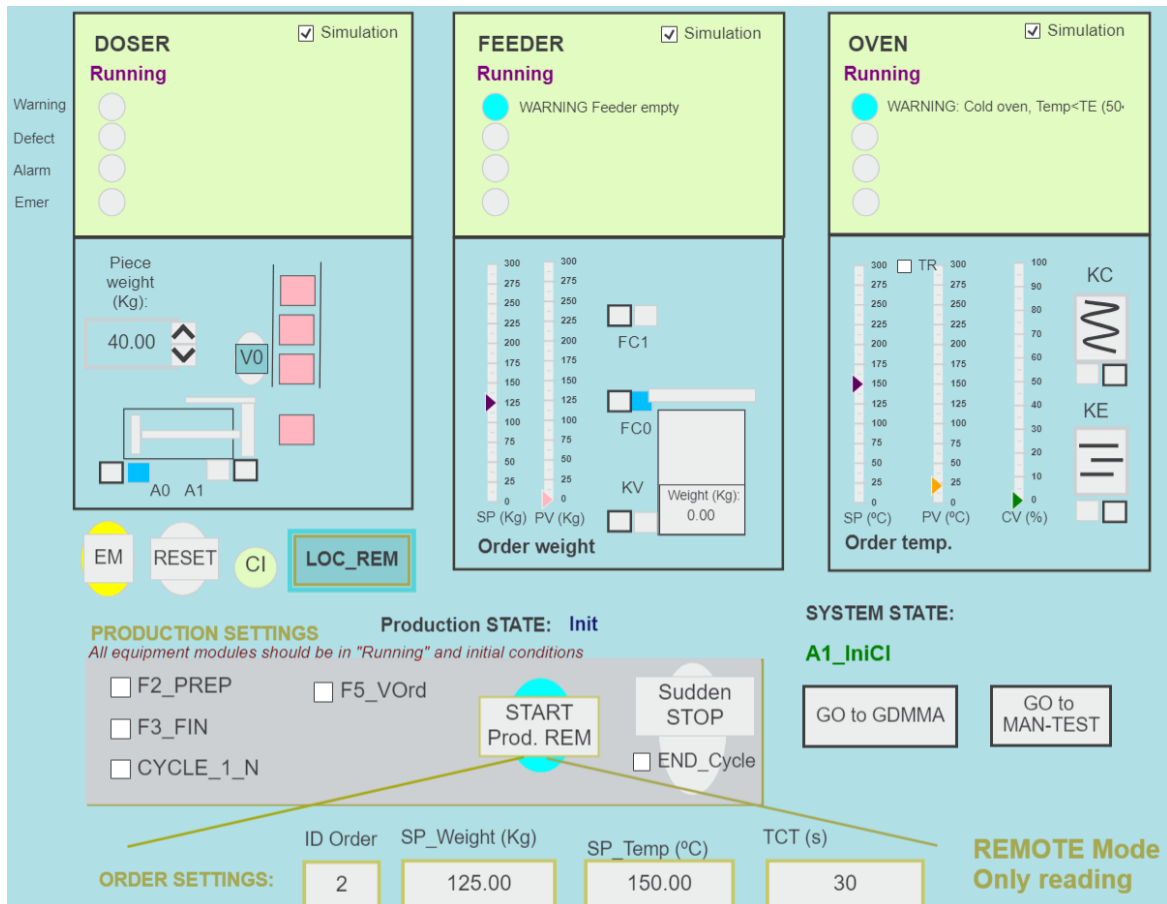 DOSER
Simulation
Running
Warning
Defect
Alarm
Emer
FEEDER
Simulation
Running
WARNING Feeder empty
OVEN
Simulation
Running
WARNING: Cold oven, Temp<TE (50
Piece
weight
(Kg):
40.00
V0
A0 A1
300
275
250
225
200
175
150
125
100
75
50
25
0
SP (Kg)
300
275
250
225
200
175
150
125
100
75
50
25
0
PV (Kg)
FC1
FC0
KV
Weight (Kg):
0.00
Order weight
300
275
250
225
200
175
150
125
100
75
50
25
0
SP (ºC)
TR
300
275
250
225
200
175
150
125
100
75
50
25
0
PV (ºC)
100
90
80
70
60
50
40
30
20
10
0
CV (%)
KC
KE
Order temp.
EM
RESET
CI
LOC_REM
PRODUCTION SETTINGS
Production STATE: Init
All equipment modules should be in "Running" and initial conditions
F2_PREP
F3_FIN
CYCLE_1_N
F5_VOrd
START
Prod. REM
Sudden
STOP
END_Cycle
SYSTEM STATE:
A1_IniCI
GO to GDMMA
GO to
MAN-TEST
ORDER SETTINGS:
ID Order
2
SP_Weight (Kg)
125.00
SP_Temp (ºC)
150.00
TCT (s)
30
REMOTE Mode
Only reading